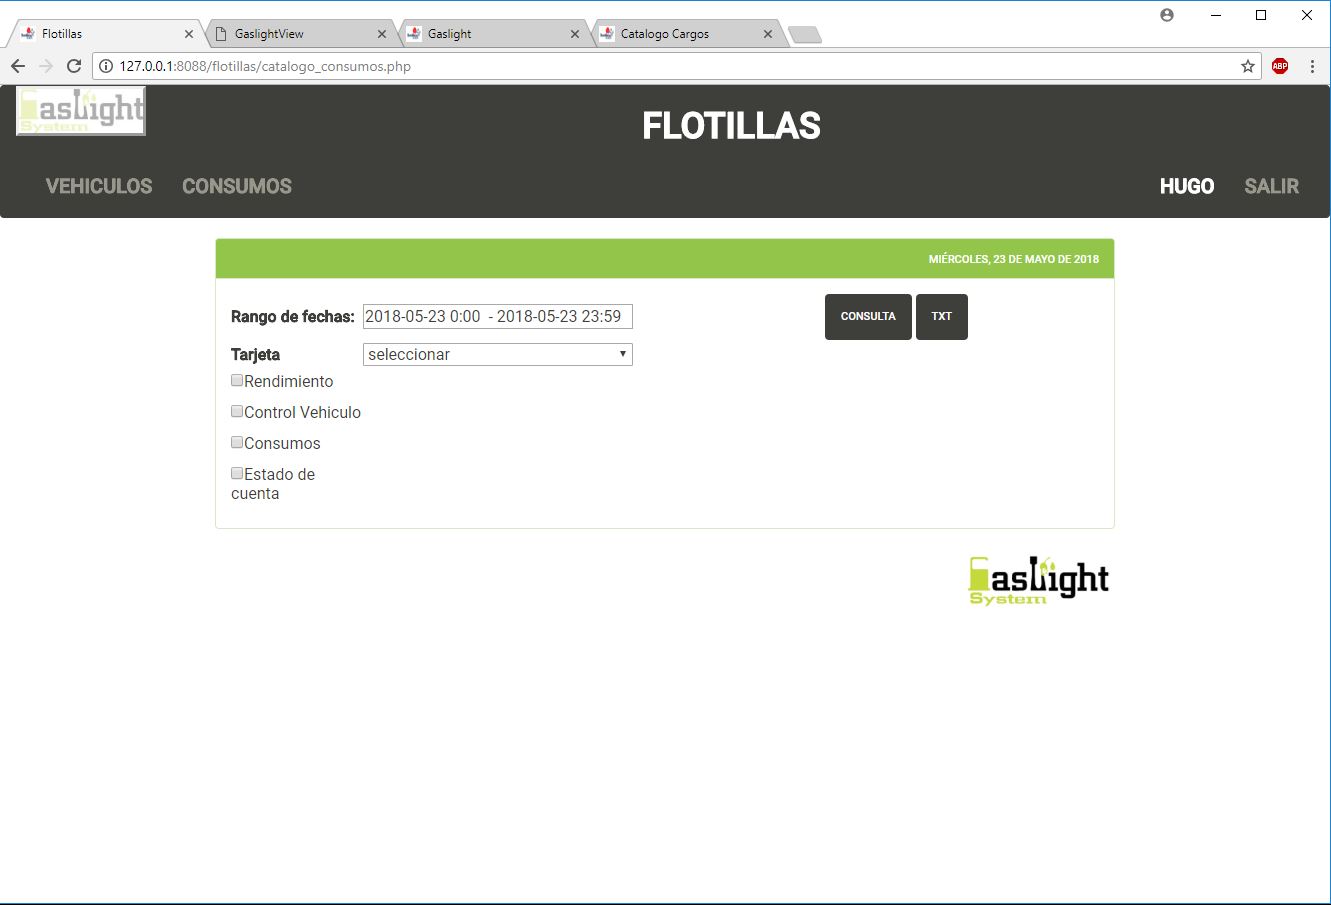 Flotillas
GaslightView
Gaslight
Catalogo Cargos
127.0.0.1:8088/flotillas/catalogo_consumos.php
ABP
GasLight
System
FLOTILLAS
VEHICULOS CONSUMOS
HUGO SALIR
MIÉRCOLES, 23 DE MAYO DE 2018
Rango de fechas: 2018-05-23 0:00 - 2018-05-23 23:59
CONSULTA TXT
Tarjeta seleccionar
Rendimiento
Control Vehiculo
Consumos
Estado de
cuenta
GasLight
System